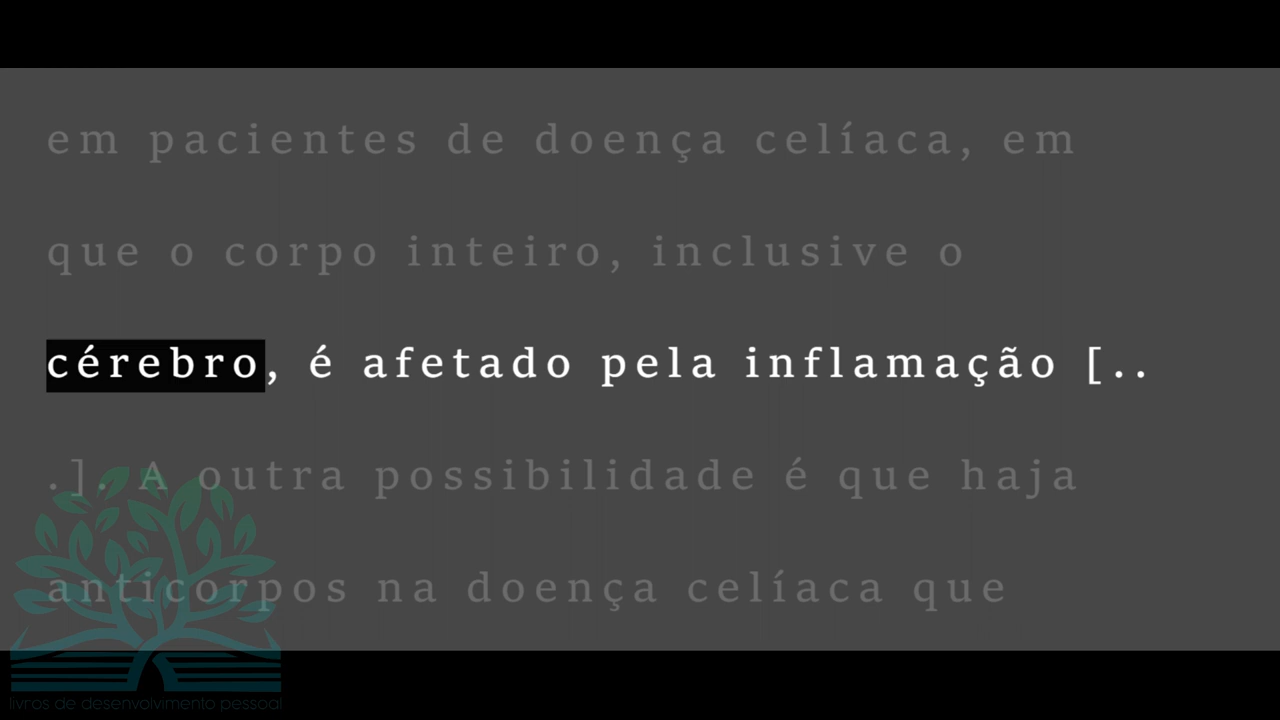 em pacientes de doença celíaca, em
que o corpo inteiro, inclusive o
cérebro, é afetado pela inflamação [..
.]. A outra possibilidade é que haja
anticorpos na doença celíaca que
livros de desenvolvimento pessoal